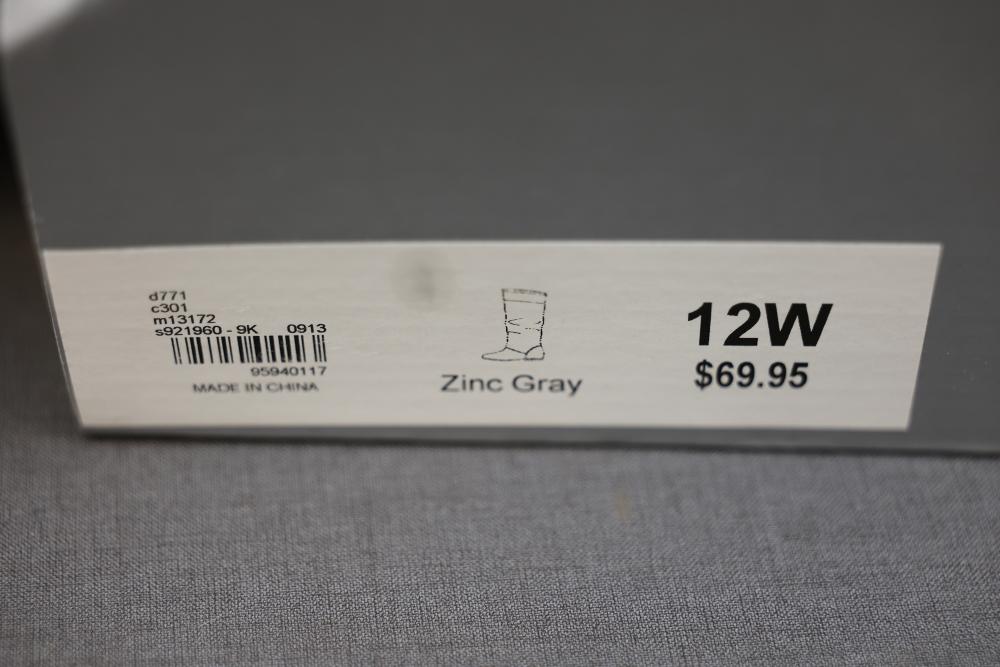 d771
c301
m13172
s921960 - 9K 0913
95940117
MADE IN CHINA
Zinc Gray
12W
$69.95